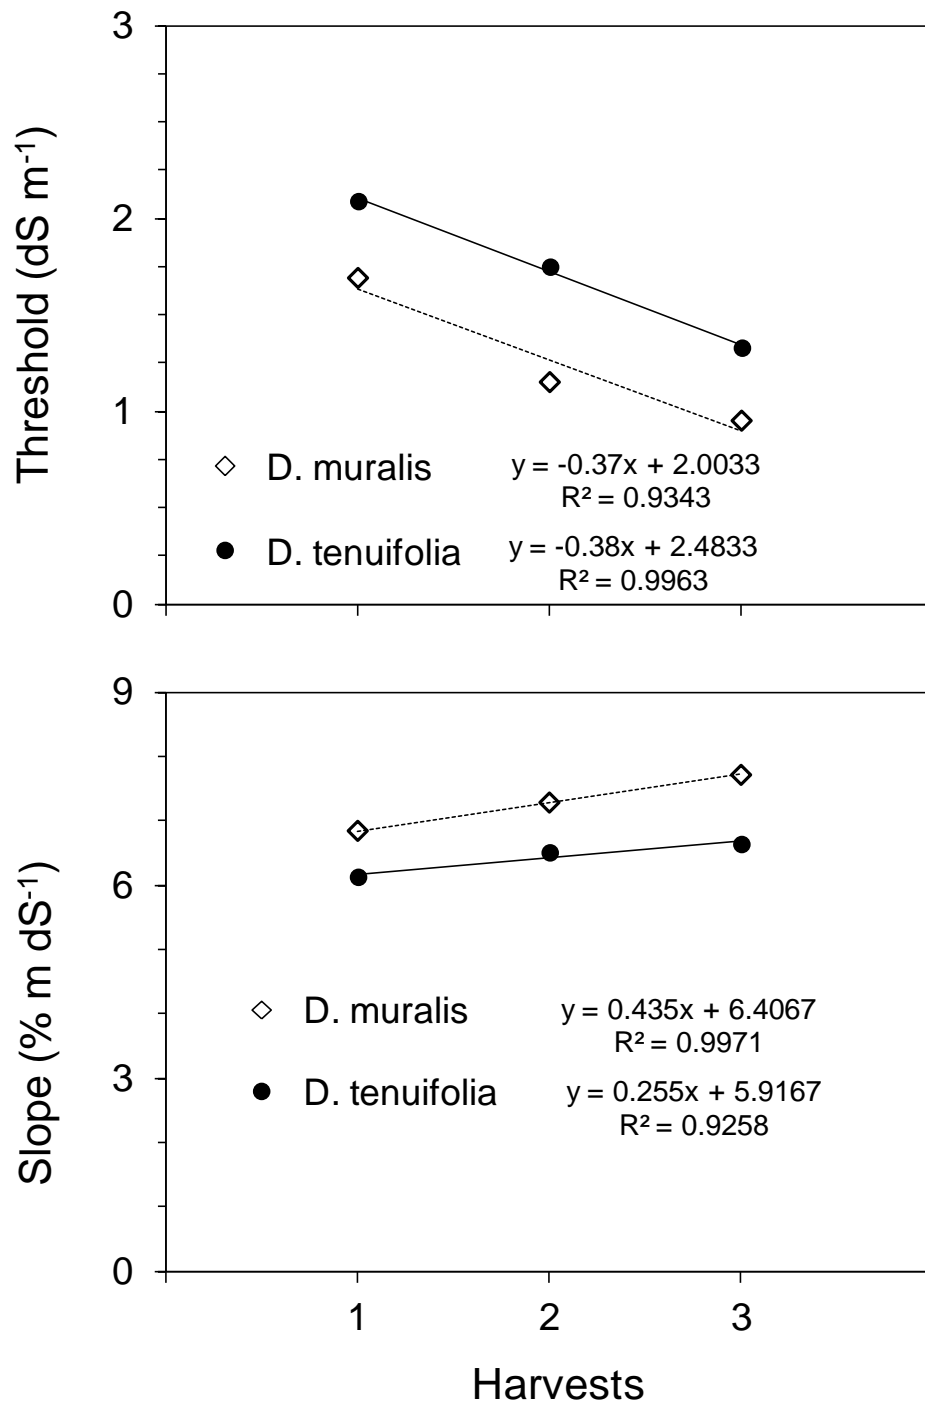 3
2
1
0
Threshold (dS m⁻¹)
D. muralis y = -0.37x + 2.0033
R² = 0.9343
D. tenuifolia y = -0.38x + 2.4833
R² = 0.9963
9
6
3
0
Slope (% m dS⁻¹)
D. muralis y = 0.435x + 6.4067
R² = 0.9971
D. tenuifolia y = 0.255x + 5.9167
R² = 0.9258
1 2 3
Harvests